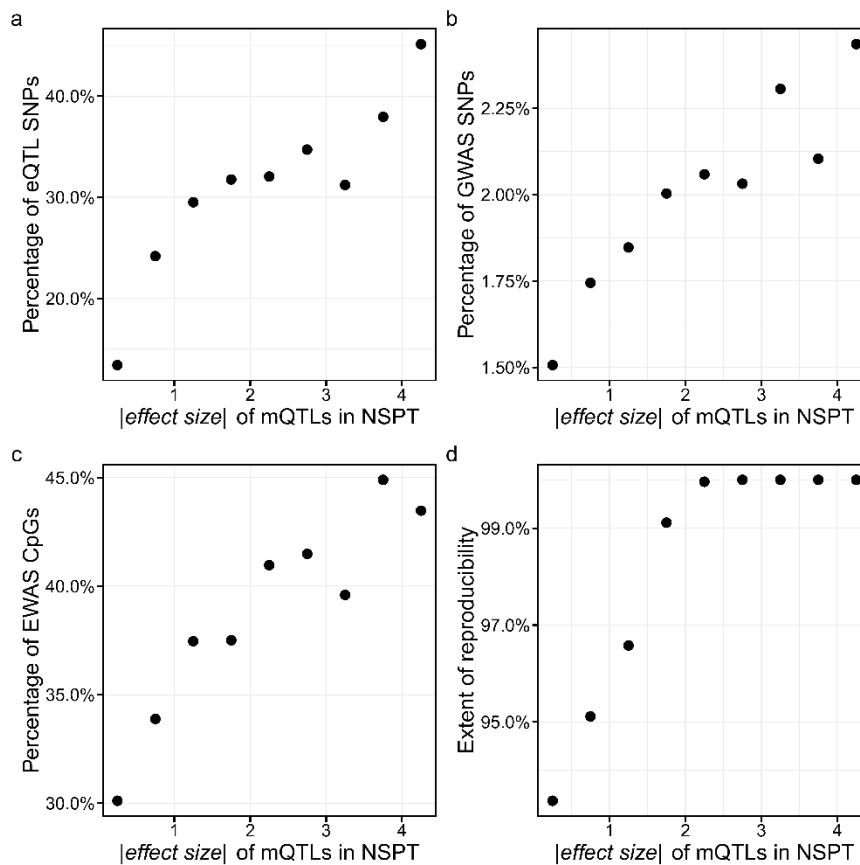 a
Percentage of eQTL SNPs
40.0%
30.0%
20.0%
1 2 3 4
|effect size| of mQTLs in NSPT
b
Percentage of GWAS SNPs
2.25%
2.00%
1.75%
1.50%
1 2 3 4
|effect size| of mQTLs in NSPT
c
Percentage of EWAS CpGs
45.0%
40.0%
35.0%
30.0%
1 2 3 4
|effect size| of mQTLs in NSPT
d
Extent of reproducibility
99.0%
97.0%
95.0%
1 2 3 4
|effect size| of mQTLs in NSPT